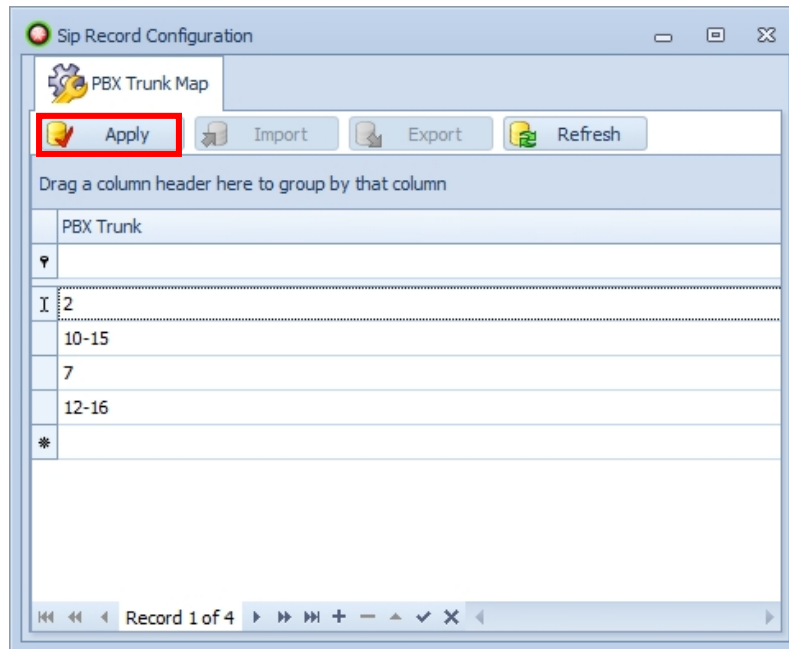 Sip Record Configuration
PBX Trunk Map
Apply Import Export Refresh
Drag a column header here to group by that column
PBX Trunk
2
10-15
7
12-16
Record 1 of 4